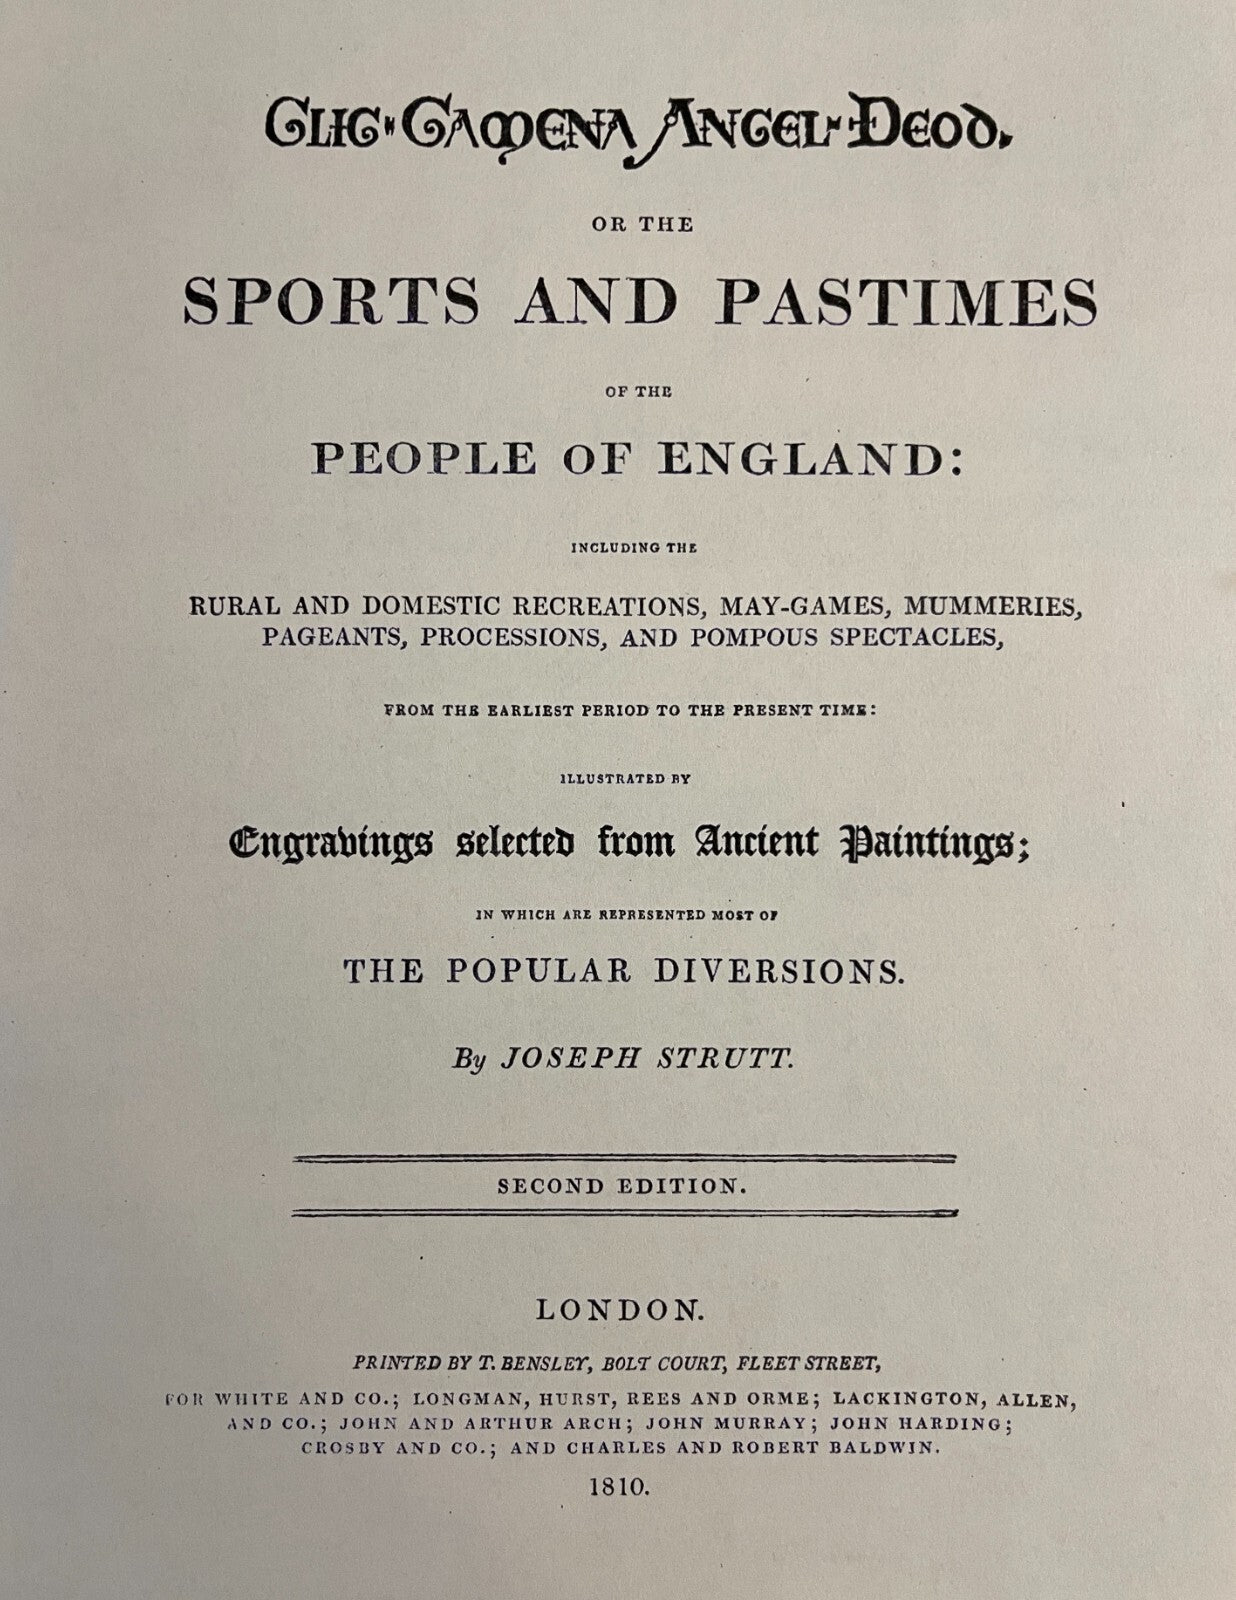 GLIG-GAMENA ANGEL-ÐEOD.
OR THE
SPORTS AND PASTIMES
OF THE
PEOPLE OF ENGLAND:
INCLUDING THE
RURAL AND DOMESTIC RECREATIONS, MAY-GAMES, MUMMERIES,
PAGEANTS, PROCESSIONS, AND POMPOUS SPECTACLES,
FROM THE EARLIEST PERIOD TO THE PRESENT TIME:
ILLUSTRATED BY
Engravings selected from Ancient Paintings;
IN WHICH ARE REPRESENTED MOST OF
THE POPULAR DIVERSIONS.
By JOSEPH STRUTT.
SECOND EDITION.
LONDON.
PRINTED BY T. BENSLEY, BOLT COURT, FLEET STREET,
FOR WHITE AND CO.; LONGMAN, HURST, REES AND ORME; LACKINGTON, ALLEN,
AND CO.; JOHN AND ARTHUR ARCH; JOHN MURRAY; JOHN HARDING;
CROSBY AND CO.; AND CHARLES AND ROBERT BALDWIN.
1810.